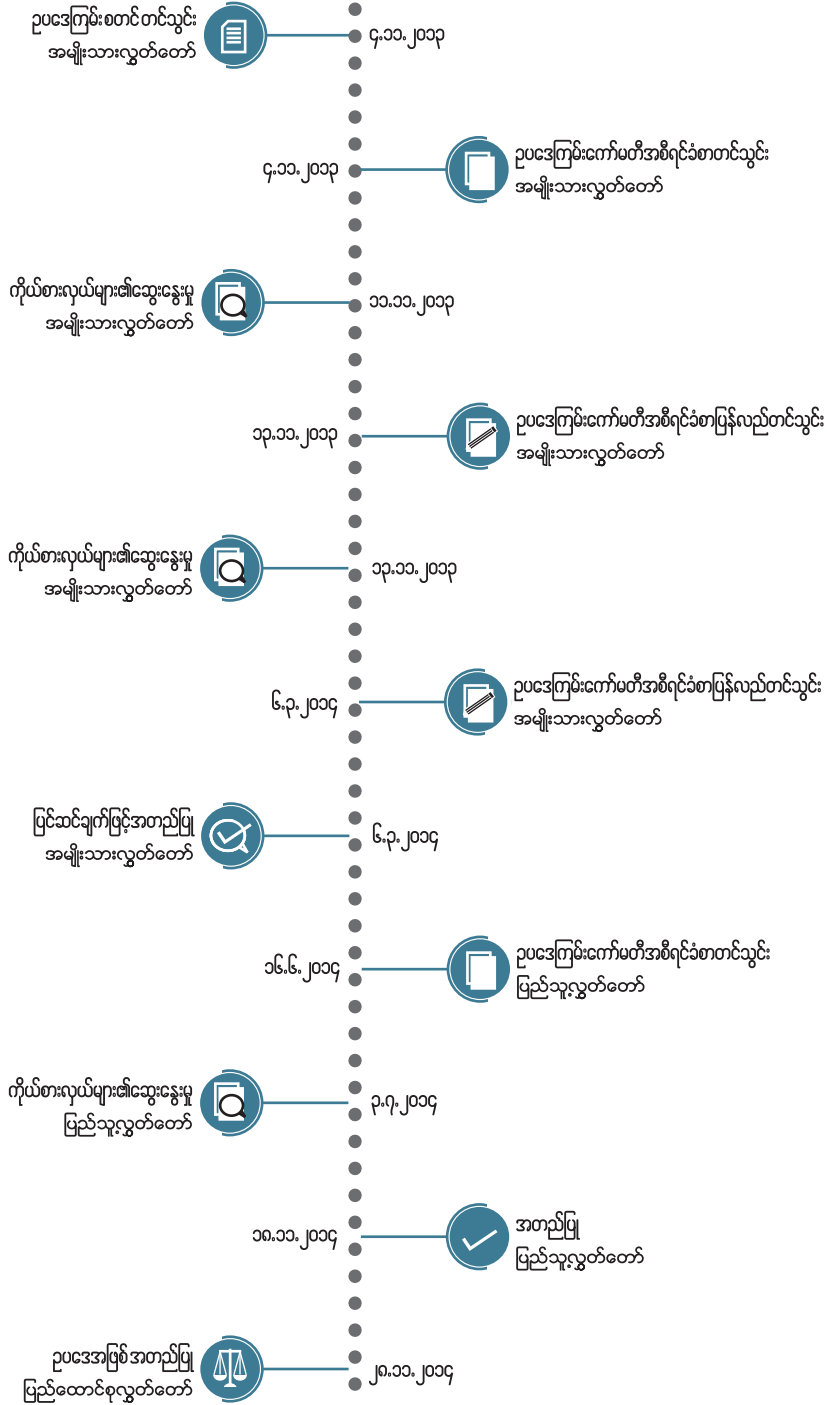 ဥပဒေကြမ်းစတင်တင်သွင်း
အမျိုးသားလွှတ်တော်
၄.၁၁.၂၀၁၃
၄.၁၁.၂၀၁၃
ဥပဒေကြမ်းကော်မတီအစီရင်ခံစာတင်သွင်း
အမျိုးသားလွှတ်တော်
ကိုယ်စားလှယ်များ၏ဆွေးနွေးမှု
အမျိုးသားလွှတ်တော်
၁၁.၁၁.၂၀၁၃
၁၃.၁၁.၂၀၁၃
ဥပဒေကြမ်းကော်မတီအစီရင်ခံစာပြန်လည်တင်သွင်း
အမျိုးသားလွှတ်တော်
ကိုယ်စားလှယ်များ၏ဆွေးနွေးမှု
အမျိုးသားလွှတ်တော်
၁၃.၁၁.၂၀၁၃
၆.၃.၂၀၁၄
ဥပဒေကြမ်းကော်မတီအစီရင်ခံစာပြန်လည်တင်သွင်း
အမျိုးသားလွှတ်တော်
ပြင်ဆင်ချက်ဖြင့်အတည်ပြု
အမျိုးသားလွှတ်တော်
၆.၃.၂၀၁၄
၁၆.၆.၂၀၁၄
ဥပဒေကြမ်းကော်မတီအစီရင်ခံစာတင်သွင်း
ပြည်သူ့လွှတ်တော်
ကိုယ်စားလှယ်များ၏ဆွေးနွေးမှု
ပြည်သူ့လွှတ်တော်
၃.၇.၂၀၁၄
၁၈.၁၁.၂၀၁၄
အတည်ပြု
ပြည်သူ့လွှတ်တော်
ဥပဒေအဖြစ်အတည်ပြု
ပြည်ထောင်စုလွှတ်တော်
၂၈.၁၁.၂၀၁၄